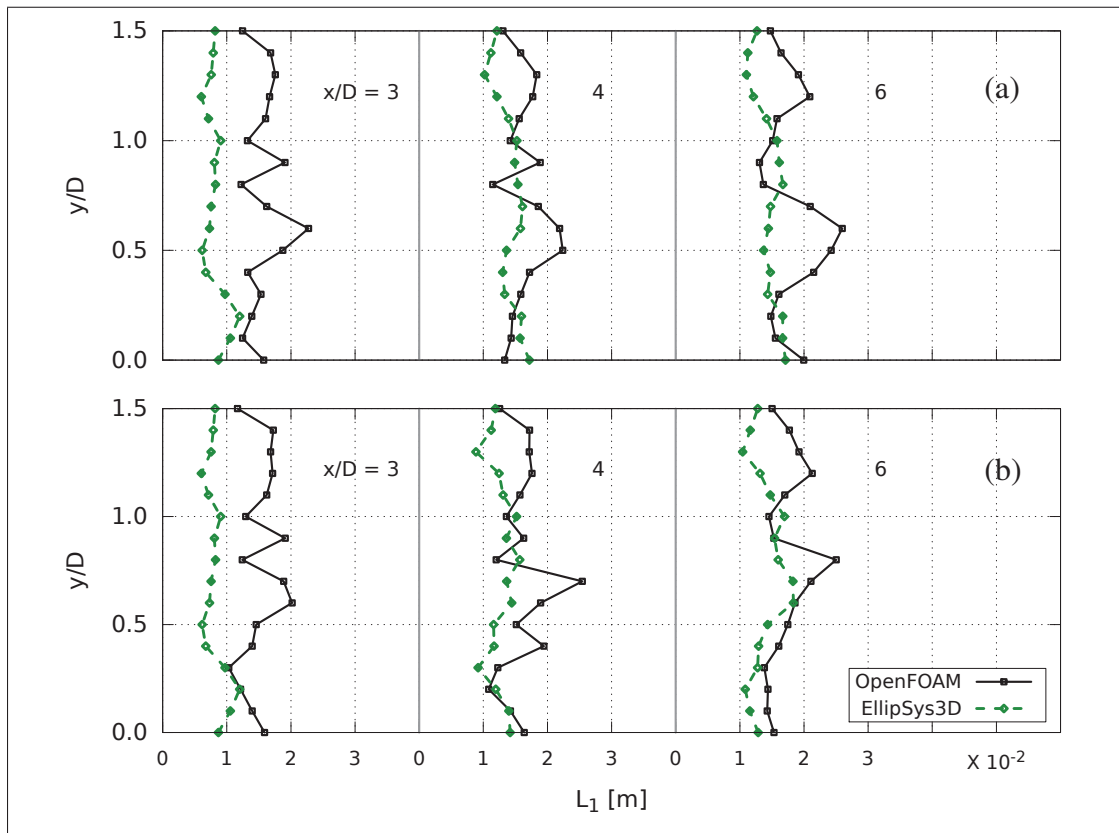 1.5
x/D = 3 4 6 (a)
1.0
y/D
0.5
0.0
1.5
x/D = 3 4 6 (b)
1.0
y/D
0.5
OpenFOAM
EllipSys3D
0.0
0 1 2 3 0 1 2 3 0 1 2 3 X 10-2
L1 [m]